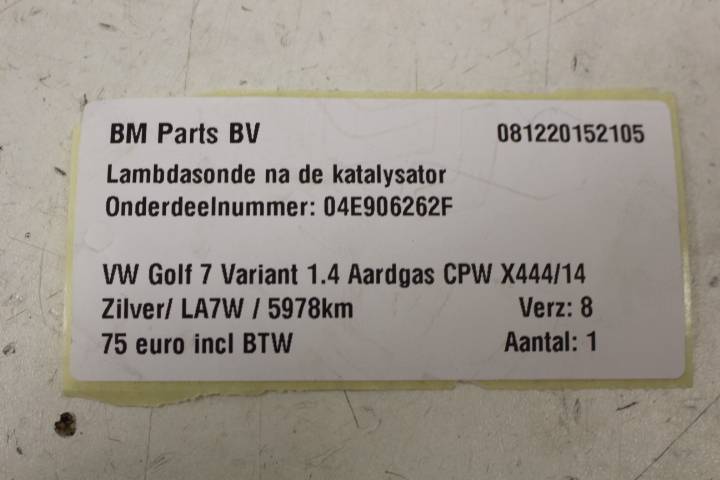 BM Parts BV 081220152105
Lambdasonde na de katalysator
Onderdeelnummer: 04E906262F
VW Golf 7 Variant 1.4 Aardgas CPW X444/14
Zilver/ LA7W / 5978km Verz: 8
75 euro incl BTW Aantal: 1